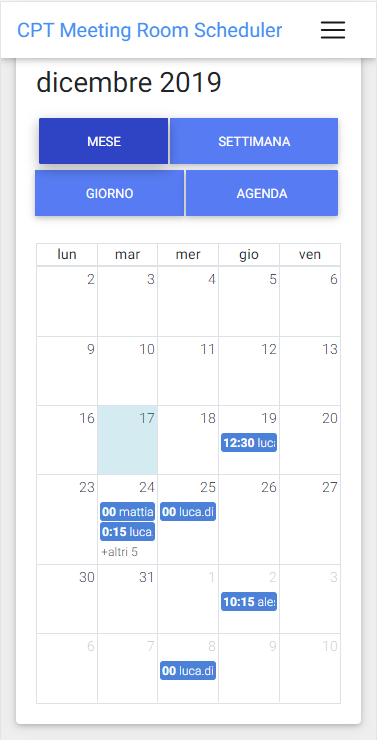 CPT Meeting Room Scheduler
dicembre 2019
MESE SETTIMANA
GIORNO AGENDA
lun mar mer gio ven
2 3 4 5 6
9 10 11 12 13
16 17 18 19 20
12:30 luca
23 24 25 26 27
00 mattia 00 luca.di
0:15 luca
+altri 5
30 31 1 2 3
10:15 ales
6 7 8 9 10
00 luca.di